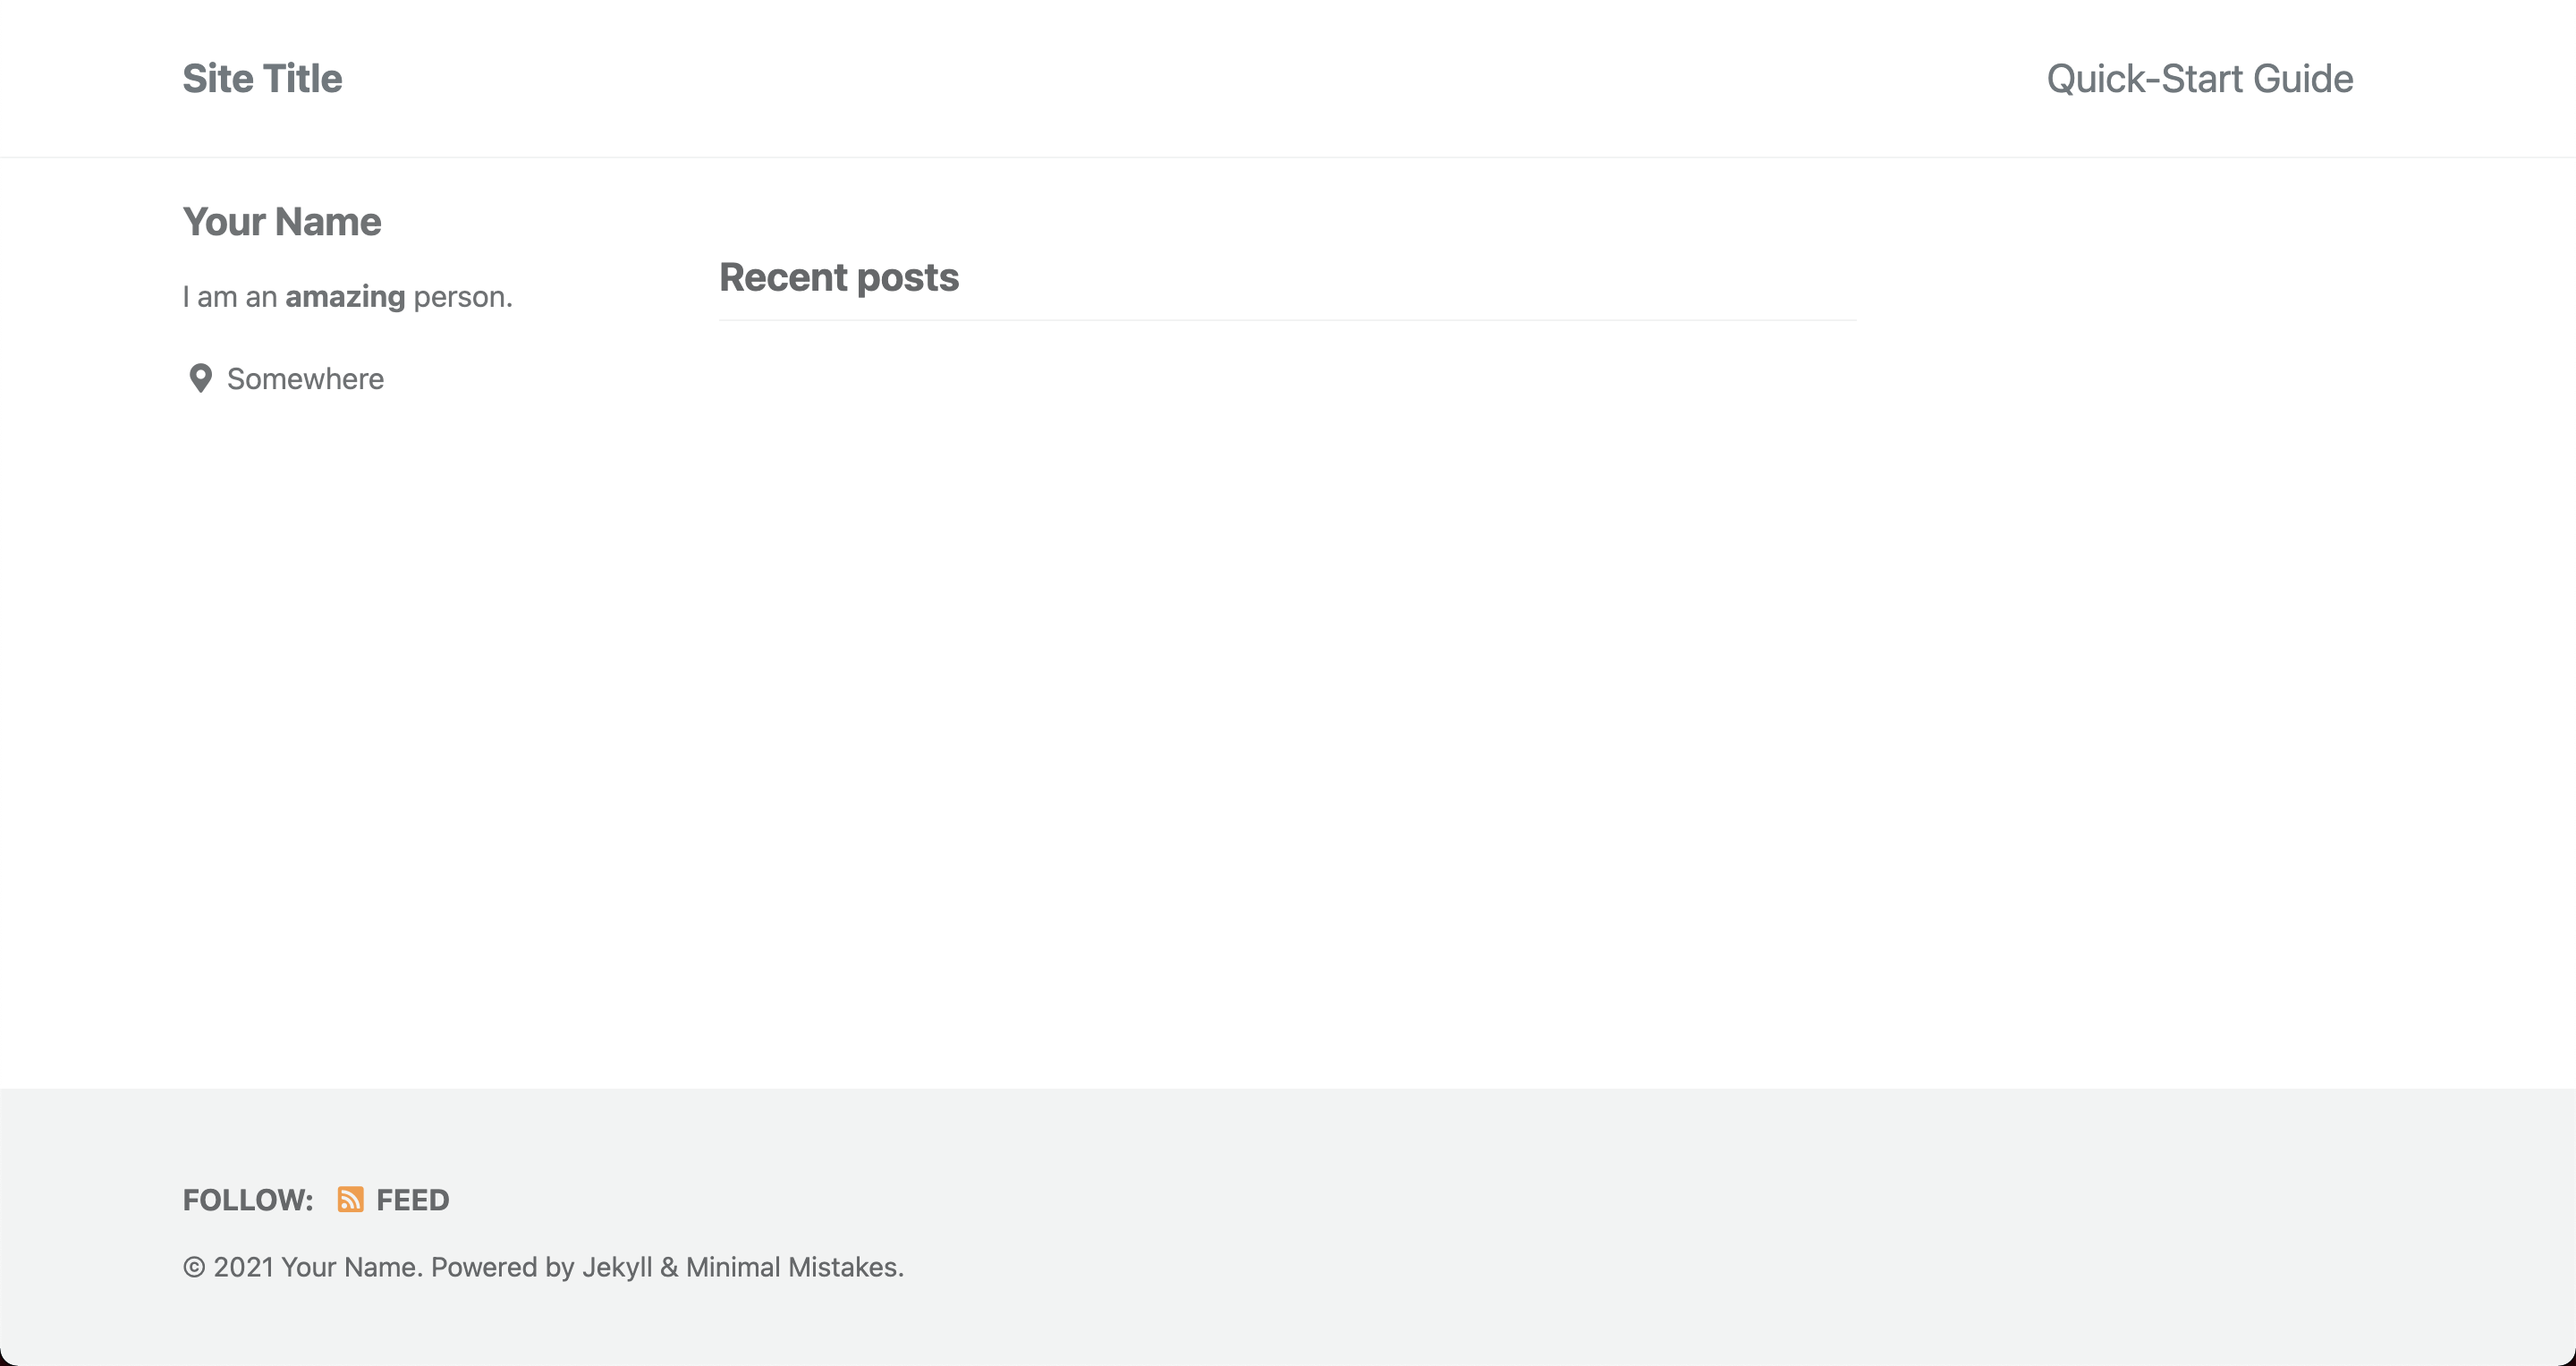 Site Title
Quick-Start Guide
Your Name
I am an amazing person.
Somewhere
Recent posts
FOLLOW: FEED
© 2021 Your Name. Powered by Jekyll & Minimal Mistakes.